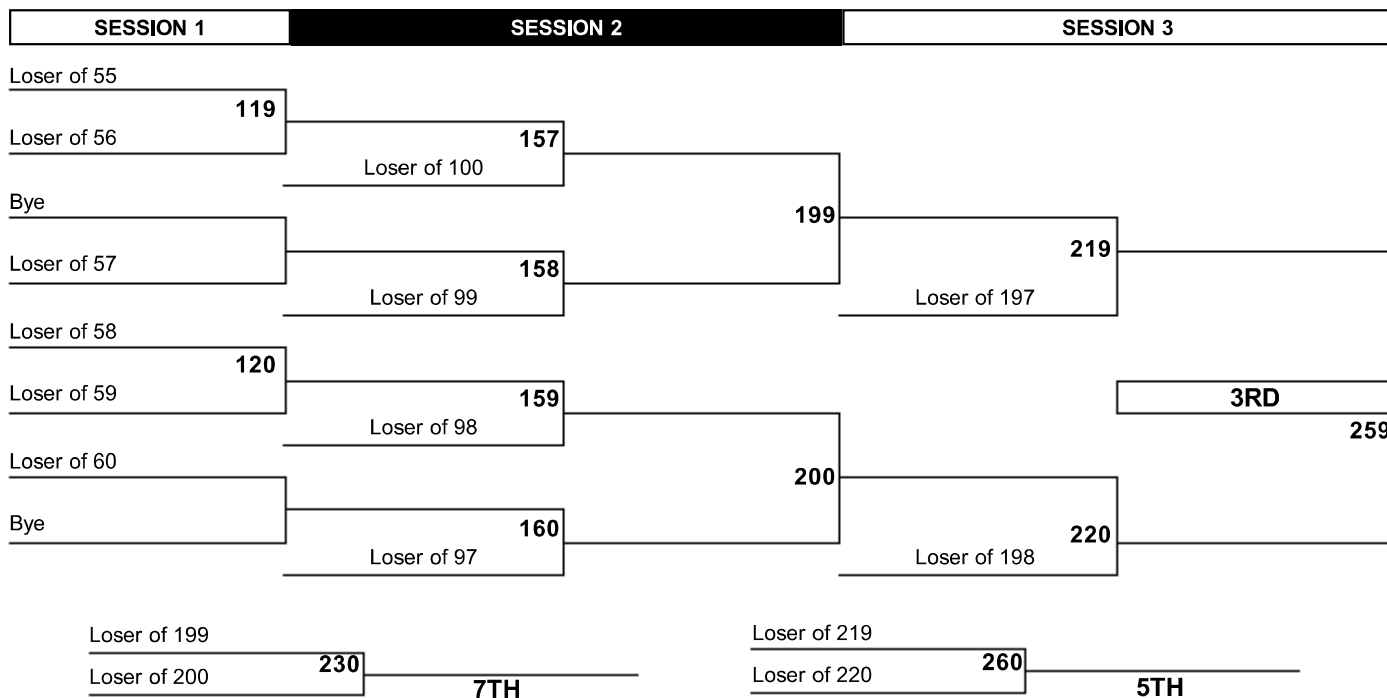 SESSION 1 SESSION 2 SESSION 3
Loser of 55
119
Loser of 56
157
Loser of 100
Bye
199
Loser of 57
158
219
Loser of 99
Loser of 197
Loser of 58
120
Loser of 59
159
3RD
Loser of 98
259
Loser of 60
200
Bye
160
220
Loser of 97
Loser of 198
Loser of 199
230
Loser of 200
7TH
Loser of 219
260
Loser of 220
5TH